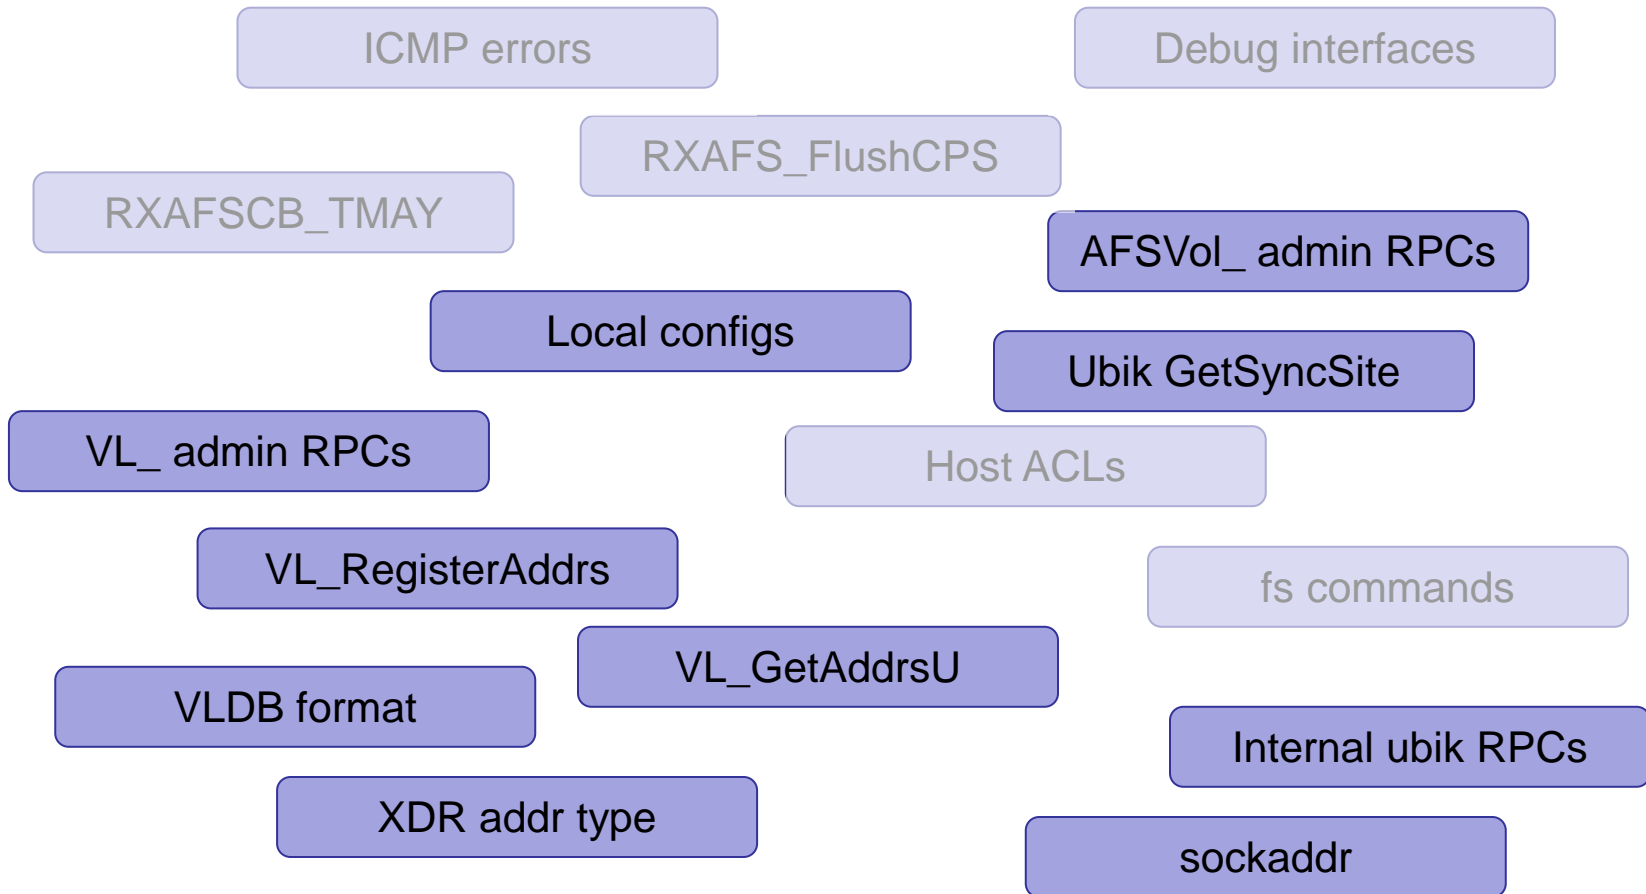 ICMP errors
Debug interfaces
RXAFS_FlushCPS
RXAFSCB_TMAY
AFSVol_ admin RPCs
Local configs
Ubik GetSyncSite
VL_ admin RPCs
Host ACLs
VL_RegisterAddrs
fs commands
VL_GetAddrsU
VLDB format
Internal ubik RPCs
XDR addr type
sockaddr